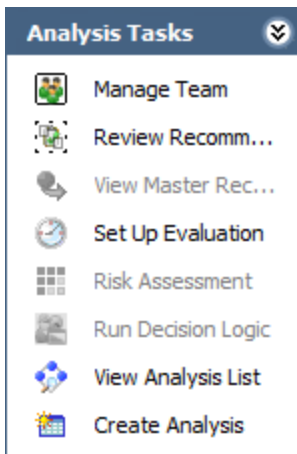 Analysis Tasks
Manage Team
Review Recomm...
View Master Rec...
Set Up Evaluation
Risk Assessment
Run Decision Logic
View Analysis List
Create Analysis